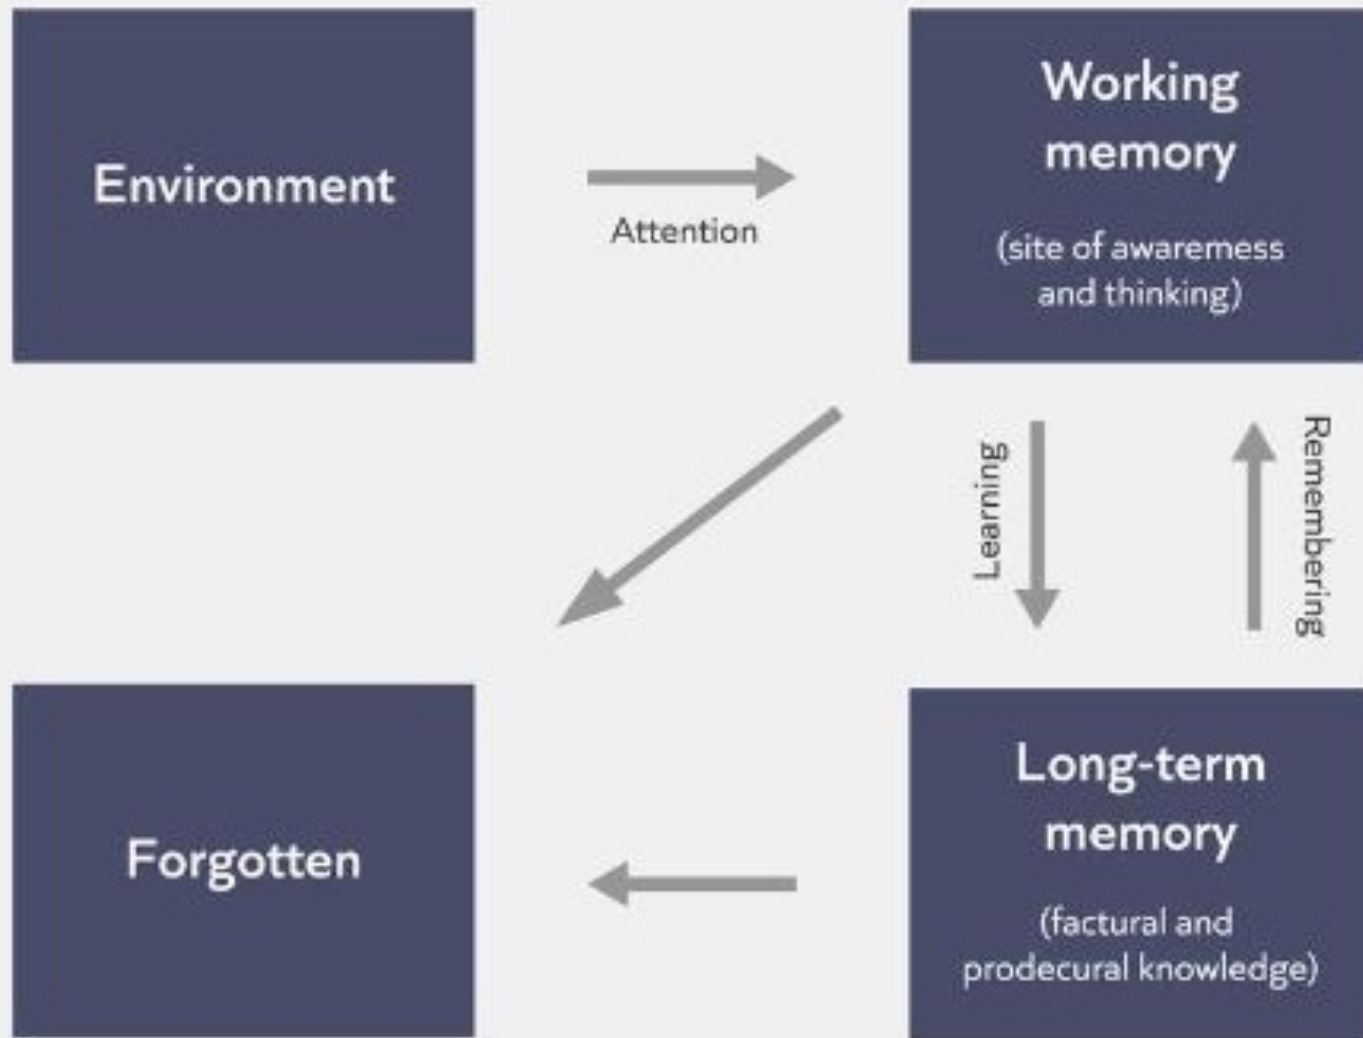 Environment
Attention
Working
memory
(site of awaremess
and thinking)
Learning
Remembering
Forgotten
Long-term
memory
(factural and
prodecural knowledge)